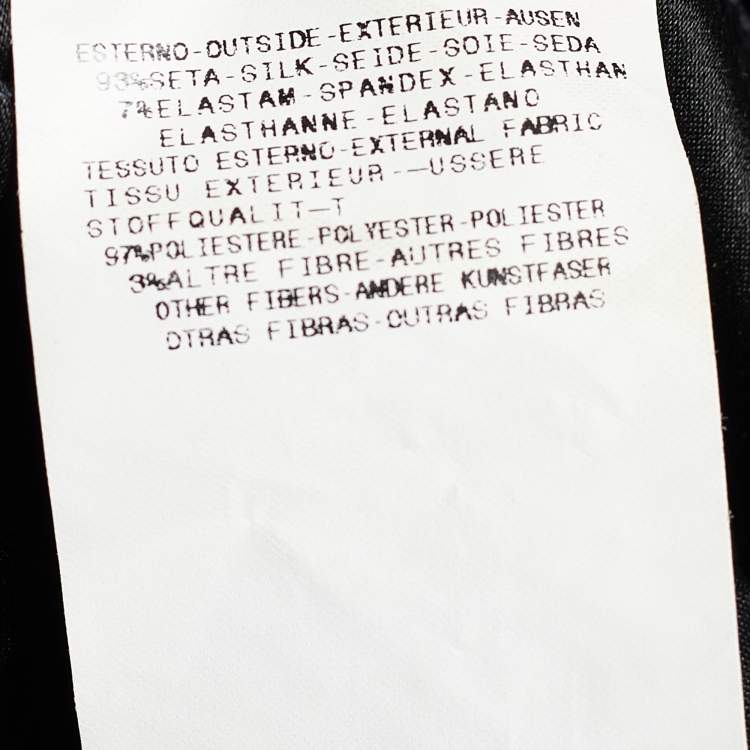 ESTERNO-OUTSIDE-EXTERIEUR-AUSEN
93%SETA-SILK-SEIDE-SOIE-SEDA
7%ELASTAM-SPANDEX-ELASTHAN
ELASTHANNE-ELASTANO
TESSUTO ESTERNO-EXTERNAL FABRIC
TISSU EXTERIEUR-—USSERE
STOFFQUALIT—T
97%POLIESTERE-POLYESTER-POLIESTER
3%ALTRE FIBRE-AUTRES FIBRES
OTHER FIBERS-ANDERE KUNSTFASER
OTRAS FIBRAS-OUTRAS FIBRAS